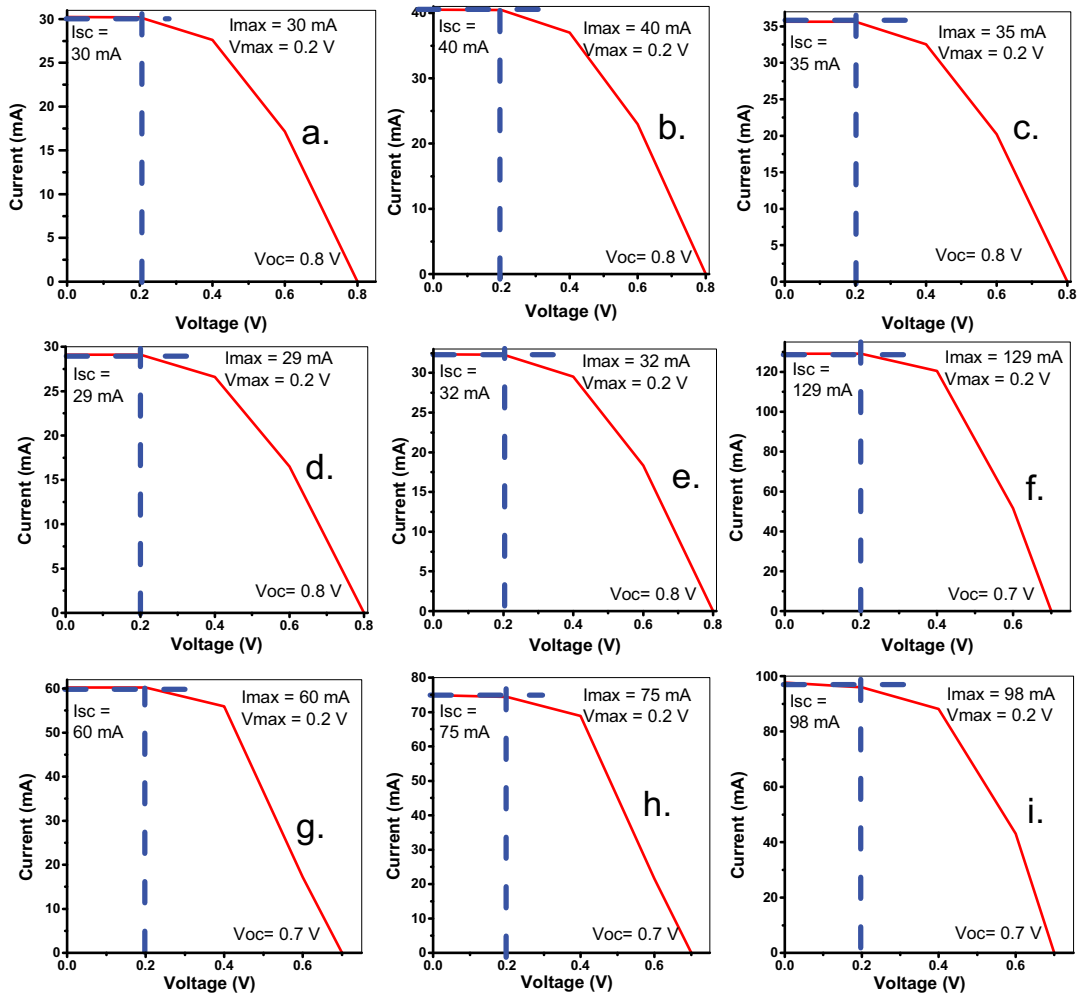 Current (mA)
30
25
20
15
10
5
0
Isc =
30 mA
Imax = 30 mA
Vmax = 0.2 V
a.
Voc= 0.8 V
0.0 0.2 0.4 0.6 0.8
Voltage (V)
Current (mA)
40
30
20
10
0
Isc =
40 mA
Imax = 40 mA
Vmax = 0.2 V
b.
Voc= 0.8 V
0.0 0.2 0.4 0.6 0.8
Voltage (V)
Current (mA)
35
30
25
20
15
10
5
0
Isc =
35 mA
Imax = 35 mA
Vmax = 0.2 V
c.
Voc= 0.8 V
0.0 0.2 0.4 0.6 0.8
Voltage (V)
Current (mA)
30
25
20
15
10
5
0
Isc =
29 mA
Imax = 29 mA
Vmax = 0.2 V
d.
Voc= 0.8 V
0.0 0.2 0.4 0.6 0.8
Voltage (V)
Current (mA)
30
25
20
15
10
5
0
Isc =
32 mA
Imax = 32 mA
Vmax = 0.2 V
e.
Voc= 0.8 V
0.0 0.2 0.4 0.6 0.8
Voltage (V)
Current (mA)
120
100
80
60
40
20
0
Isc =
129 mA
Imax = 129 mA
Vmax = 0.2 V
f.
Voc= 0.7 V
0.0 0.2 0.4 0.6
Voltage (V)
Current (mA)
60
50
40
30
20
10
0
Isc =
60 mA
Imax = 60 mA
Vmax = 0.2 V
g.
Voc= 0.7 V
0.0 0.2 0.4 0.6
Voltage (V)
Current (mA)
80
70
60
50
40
30
20
10
0
Isc =
75 mA
Imax = 75 mA
Vmax = 0.2 V
h.
Voc= 0.7 V
0.0 0.2 0.4 0.6
Voltage (V)
Current (mA)
100
80
60
40
20
0
Isc =
98 mA
Imax = 98 mA
Vmax = 0.2 V
i.
Voc= 0.7 V
0.0 0.2 0.4 0.6
Voltage (V)